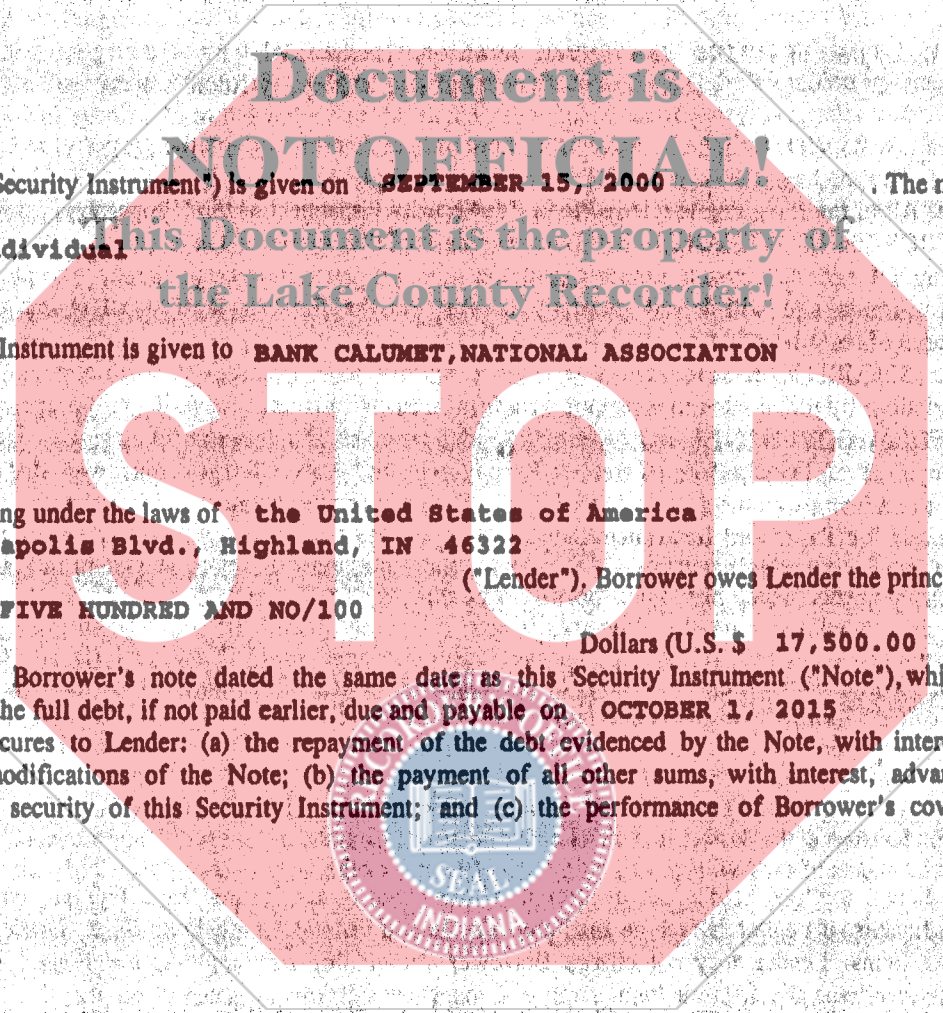 Document is
NOT OFFICIAL!
Security Instrument") is given on SEPTEMBER 15, 2000 . The
This Document is the property of
dividual
the Lake County Recorder!
Instrument is given to BANK CALUMET, NATIONAL ASSOCIATION
STOP
ng under the laws of the United States of America
apolis Blvd., Highland, IN 46322
("Lender"). Borrower owes Lender the princ
FIVE HUNDRED AND NO/100
Dollars (U.S. $ 17,500.00
Borrower's note dated the same date as this Security Instrument ("Note"), whi
he full debt, if not paid earlier, due and payable on OCTOBER 1, 2015
cures to Lender: (a) the repayment of the debt evidenced by the Note, with inter
nodifications of the Note; (b) the payment of all other sums, with interest, advan
security of this Security Instrument; and (c) the performance of Borrower's cov
SEAL
INDIANA